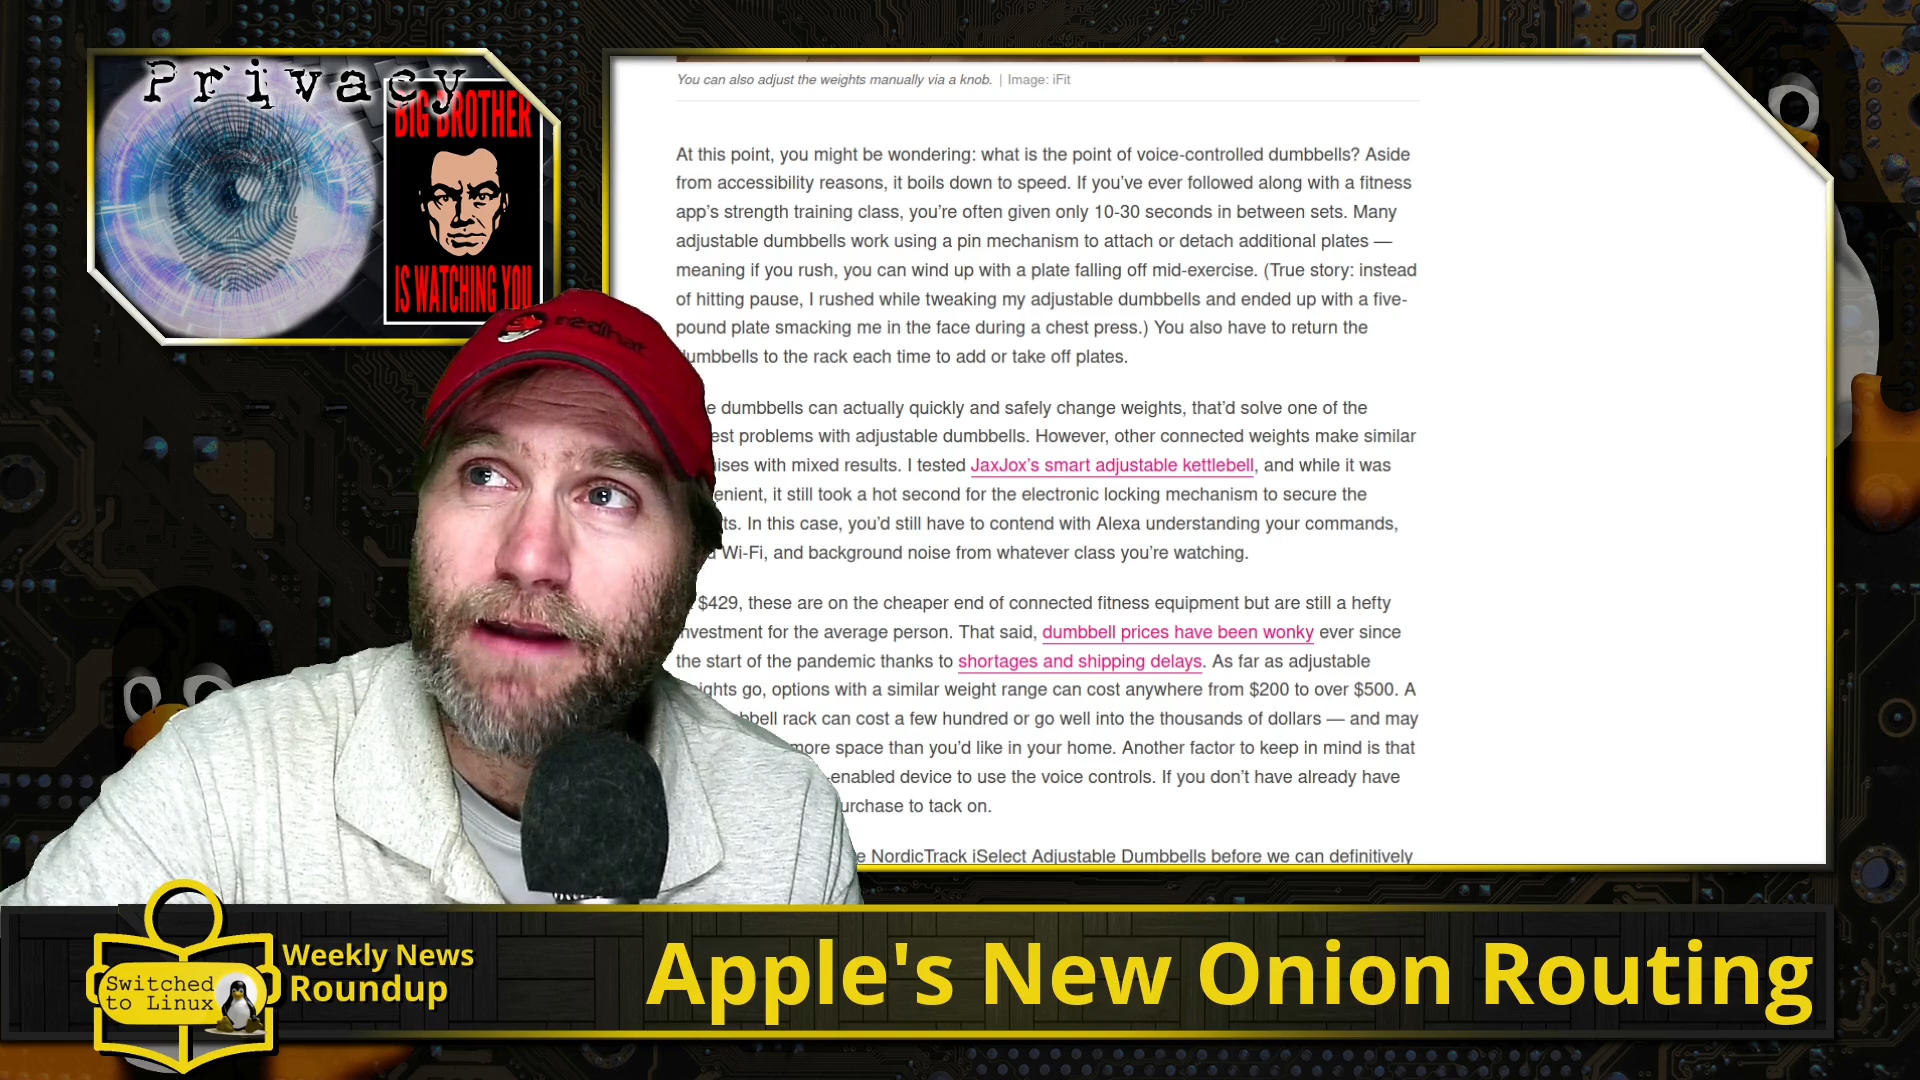 Privacy
BIG BROTHER
IS WATCHING YOU
redhat
You can also adjust the weights manually via a knob. | Image: iFit
At this point, you might be wondering: what is the point of voice-controlled dumbbells? Aside
from accessibility reasons, it boils down to speed. If you’ve ever followed along with a fitness
app’s strength training class, you’re often given only 10-30 seconds in between sets. Many
adjustable dumbbells work using a pin mechanism to attach or detach additional plates —
meaning if you rush, you can wind up with a plate falling off mid-exercise. (True story: instead
of hitting pause, I rushed while tweaking my adjustable dumbbells and ended up with a five-
pound plate smacking me in the face during a chest press.) You also have to return the
umbbells to the rack each time to add or take off plates.
e dumbbells can actually quickly and safely change weights, that’d solve one of the
est problems with adjustable dumbbells. However, other connected weights make similar
ises with mixed results. I tested JaxJox’s smart adjustable kettlebell, and while it was
enient, it still took a hot second for the electronic locking mechanism to secure the
ts. In this case, you’d still have to contend with Alexa understanding your commands,
Wi-Fi, and background noise from whatever class you’re watching.
$429, these are on the cheaper end of connected fitness equipment but are still a hefty
nvestment for the average person. That said, dumbbell prices have been wonky ever since
the start of the pandemic thanks to shortages and shipping delays. As far as adjustable
ights go, options with a similar weight range can cost anywhere from $200 to over $500. A
bell rack can cost a few hundred or go well into the thousands of dollars — and may
more space than you’d like in your home. Another factor to keep in mind is that
-enabled device to use the voice controls. If you don’t have already have
urchase to tack on.
e NordicTrack iSelect Adjustable Dumbbells before we can definitively
Switched
to Linux
Weekly News
Roundup
Apple's New Onion Routing